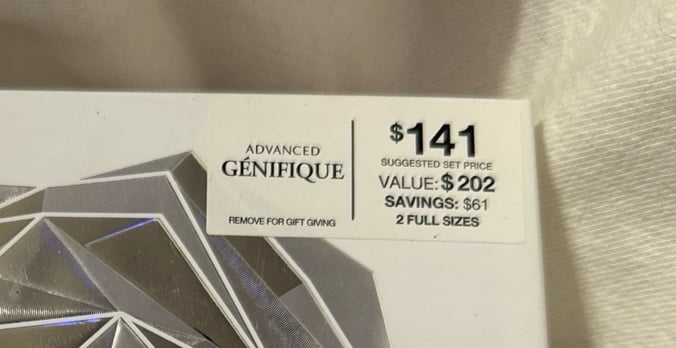 ADVANCED
GÉNIFIQUE
REMOVE FOR GIFT GIVING
$141
SUGGESTED SET PRICE
VALUE: $202
SAVINGS: $61
2 FULL SIZES